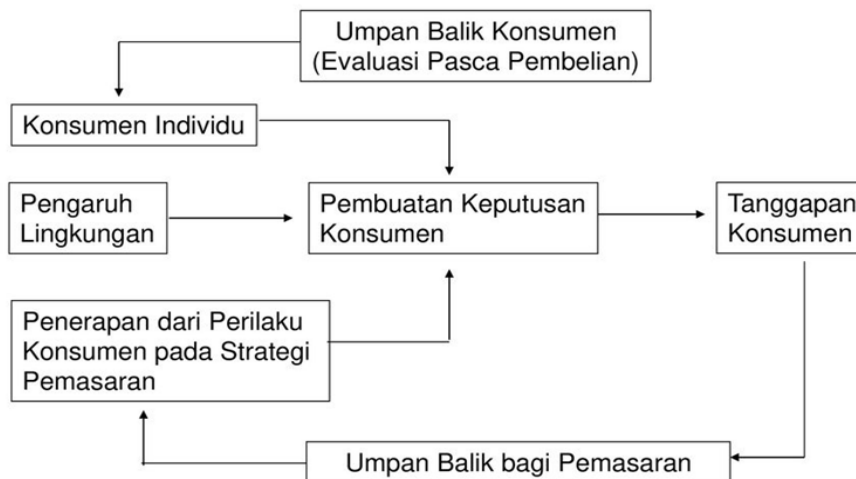 Umpan Balik Konsumen
(Evaluasi Pasca Pembelian)
Konsumen Individu
Pengaruh
Lingkungan
Pembuatan Keputusan
Konsumen
Tanggapan
Konsumen
Penerapan dari Perilaku
Konsumen pada Strategi
Pemasaran
Umpan Balik bagi Pemasaran